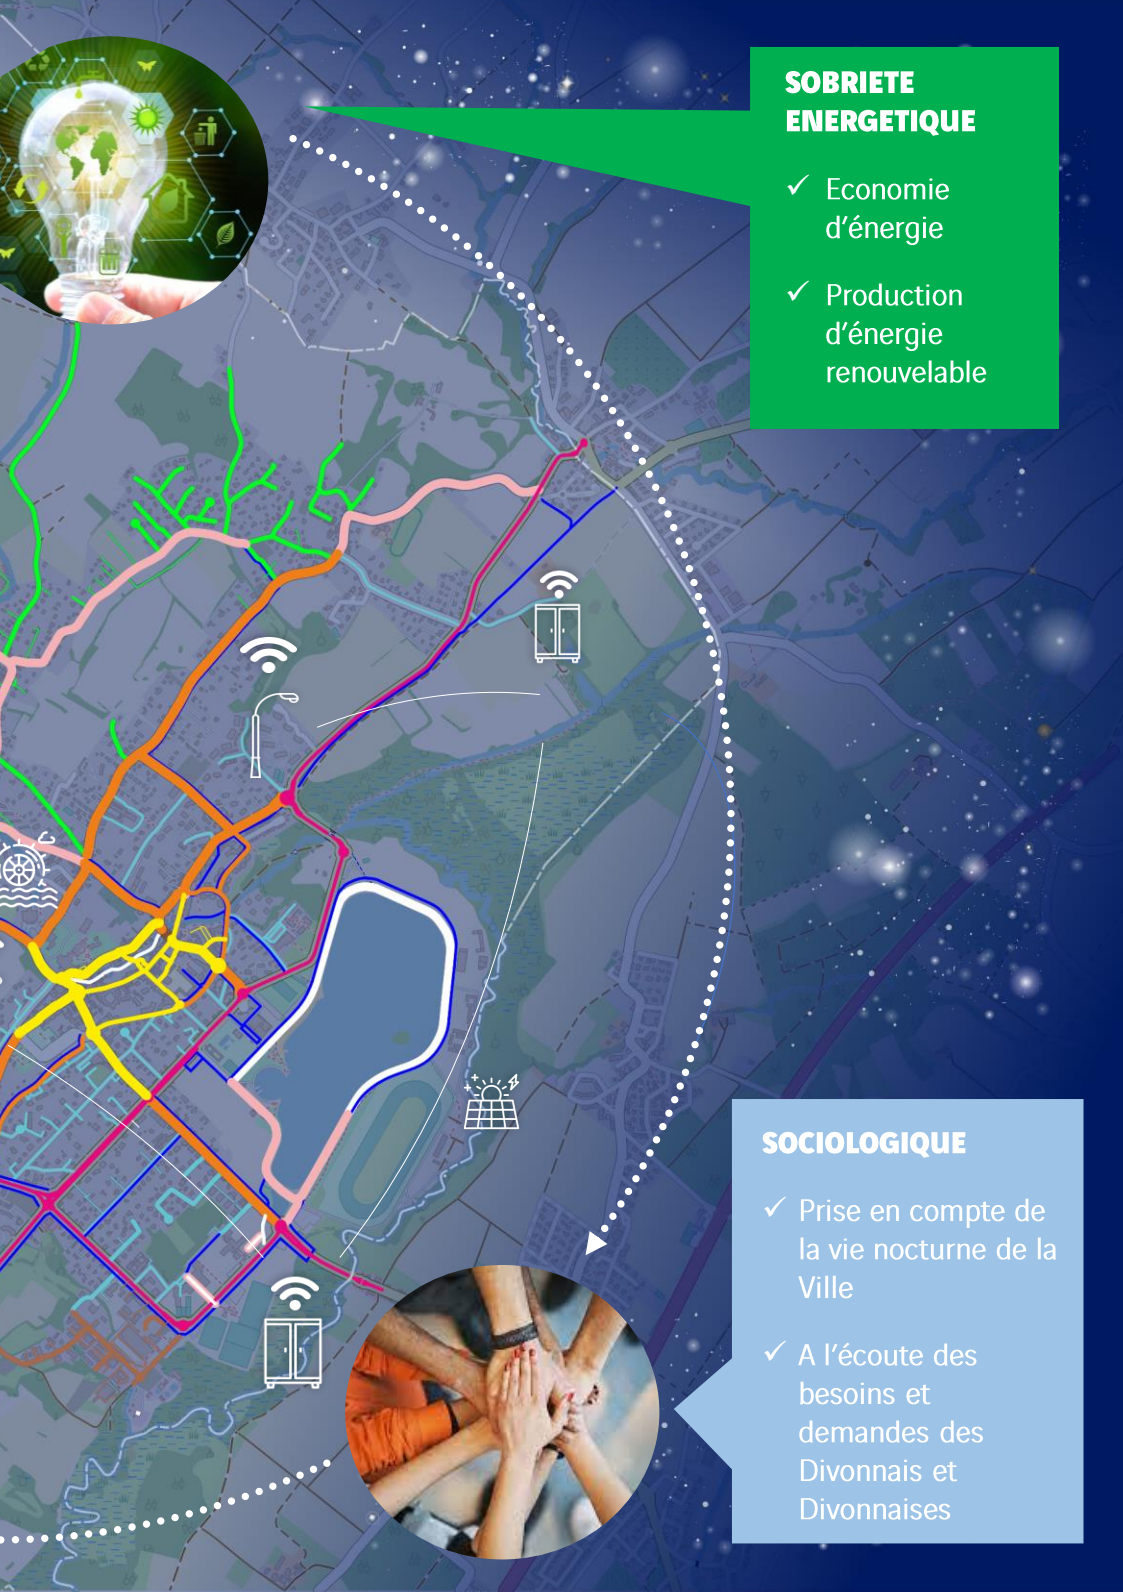 SOBRIETE
ENERGETIQUE
✓ Economie
d’énergie
✓ Production
d’énergie
renouvelable
SOCIOLOGIQUE
✓ Prise en compte de
la vie nocturne de la
Ville
✓ A l’écoute des
besoins et
demandes des
Divonnais et
Divonnaises